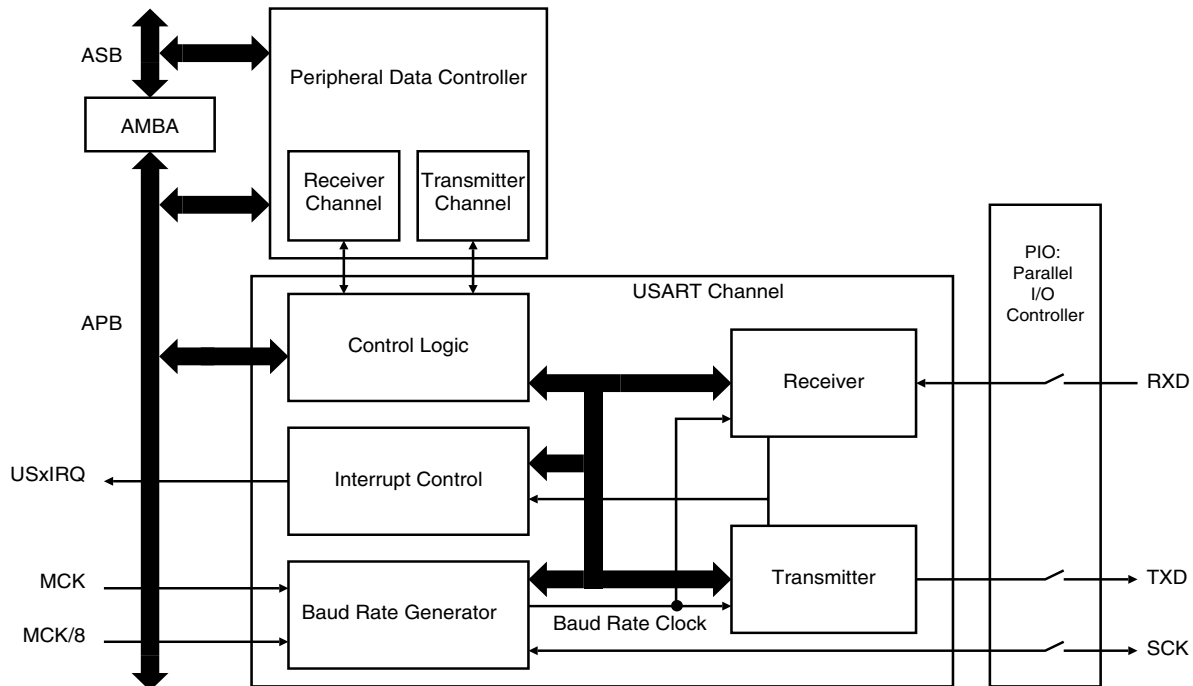 ASB
Peripheral Data Controller
AMBA
Receiver
Channel
Transmitter
Channel
PIO:
Parallel
I/O
Controller
USART Channel
APB
Control Logic
Receiver
RXD
USxIRQ
Interrupt Control
MCK
Baud Rate Generator
Transmitter
TXD
Baud Rate Clock
MCK/8
SCK